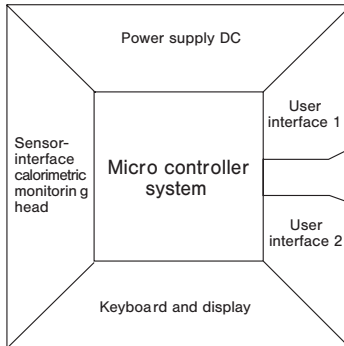 Power supply DC
User
interface 1
Sensor-
interface
calorimetric
monitorin g
head
Micro controller
system
User
interface 2
Keyboard and display